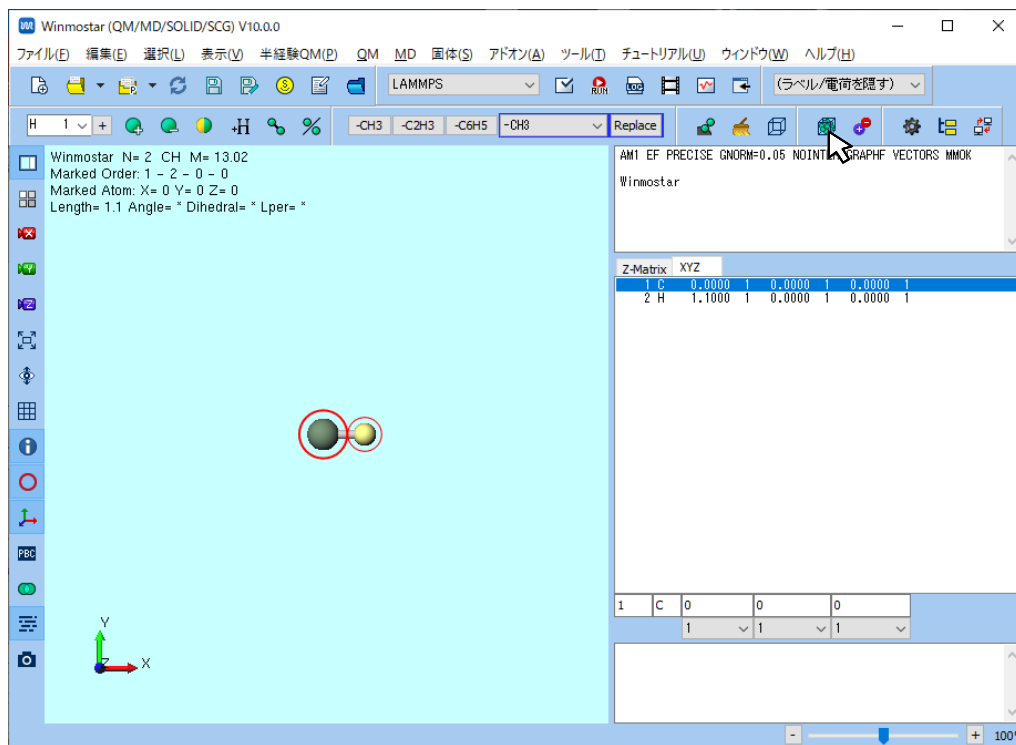 Winmostar (QM/MD/SOLID/SCG) V10.0.0
ファイル(F) 編集(E) 選択(L) 表示(V) 半経験QM(P) QM MD 固体(S) アドオン(A) ツール(T) チュートリアル(U) ウィンドウ(W) ヘルプ(H)
LAMMPS RUN LOG (ラベル/電荷を隠す)
H 1 + +H -CH3 -C2H3 -C6H5 -CH3 Replace
Winmostar N= 2 CH M= 13.02
Marked Order: 1 - 2 - 0 - 0
Marked Atom: X= 0 Y= 0 Z= 0
Length= 1.1 Angle= * Dihedral= * Lper= *
AM1 EF PRECISE GNORM=0.05 GRAPHF VECTORS MMOK
Winmostar
Z-Matrix XYZ
1 C 0.0000 1 0.0000 1 0.0000 1
2 H 1.1000 1 0.0000 1 0.0000 1
X
Y
Z
PBC
1 C 0 0 0
1 1 1
Y
Z X
- + 100%